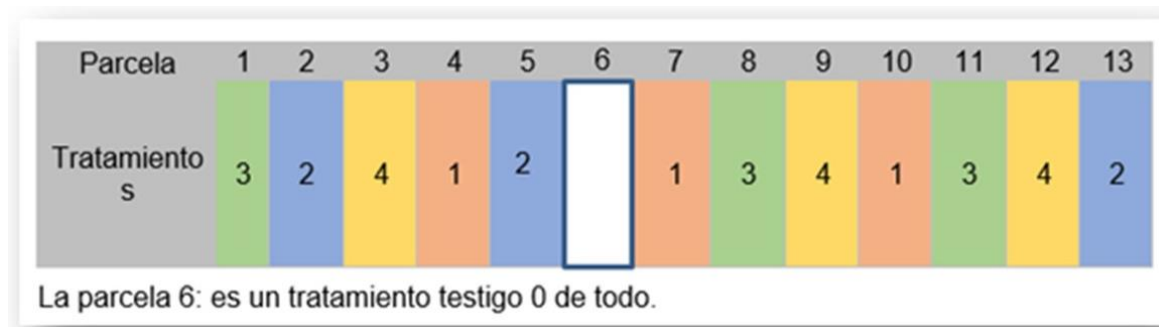 Parcela 1 2 3 4 5 6 7 8 9 10 11 12 13
Tratamiento
s
3 2 4 1 2 1 3 4 1 3 4 2
La parcela 6: es un tratamiento testigo 0 de todo.